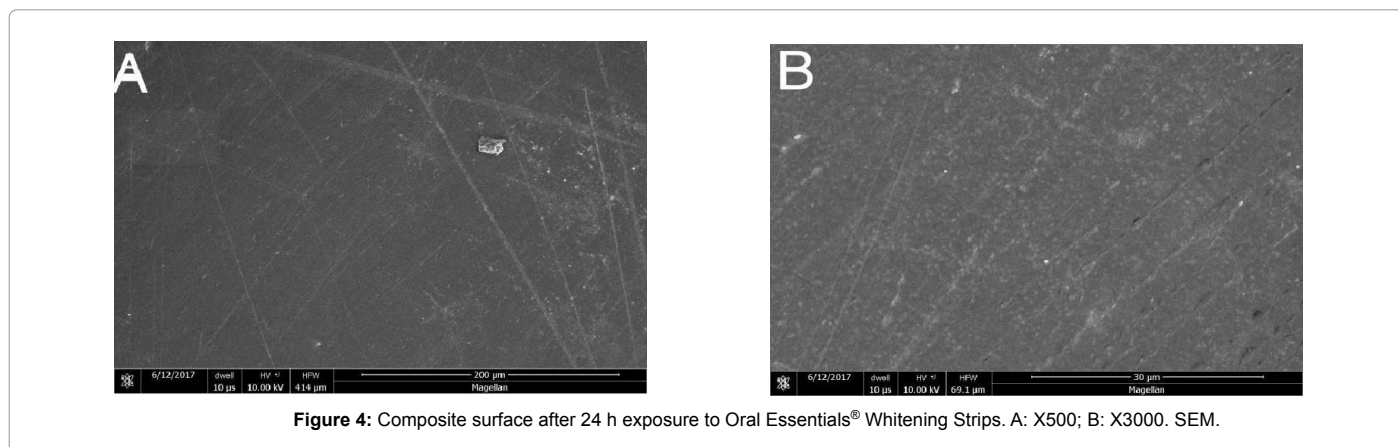 A
6/12/2017 dwell HV HFW 200 µm
10 µs 10.00 kV 414 µm Magellan
B
6/12/2017 dwell HV HFW 30 µm
10 µs 10.00 kV 69.1 µm Magellan
Figure 4: Composite surface after 24 h exposure to Oral Essentials® Whitening Strips. A: X500; B: X3000. SEM.